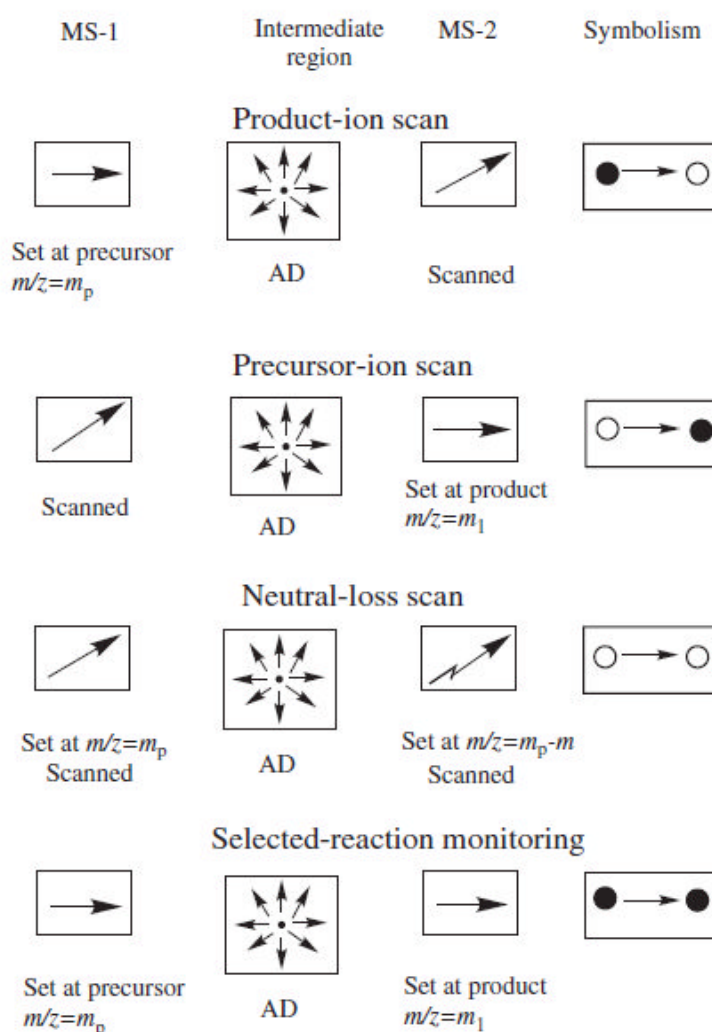 MS-1 Intermediate region MS-2 Symbolism
Product-ion scan
Set at precursor
m/z=mp
AD
Scanned
Precursor-ion scan
Scanned
AD
Set at product
m/z=m1
Neutral-loss scan
Set at m/z=mp
Scanned
AD
Set at m/z=mp-m
Scanned
Selected-reaction monitoring
Set at precursor
m/z=mp
AD
Set at product
m/z=m1